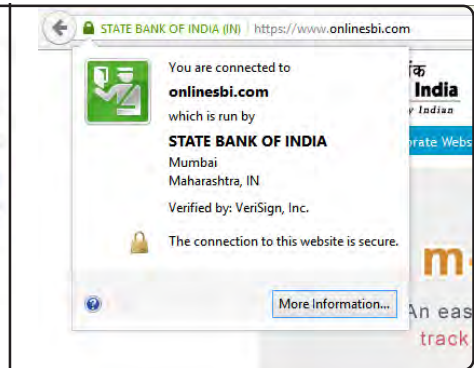 STATE BANK OF INDIA (IN) https://www.onlinesbi.com
You are connected to
onlinesbi.com
which is run by
STATE BANK OF INDIA
Mumbai
Maharashtra, IN
Verified by: VeriSign, Inc.
The connection to this website is secure.
More Information...
India
Indian
orate Webs
m
An eas
track